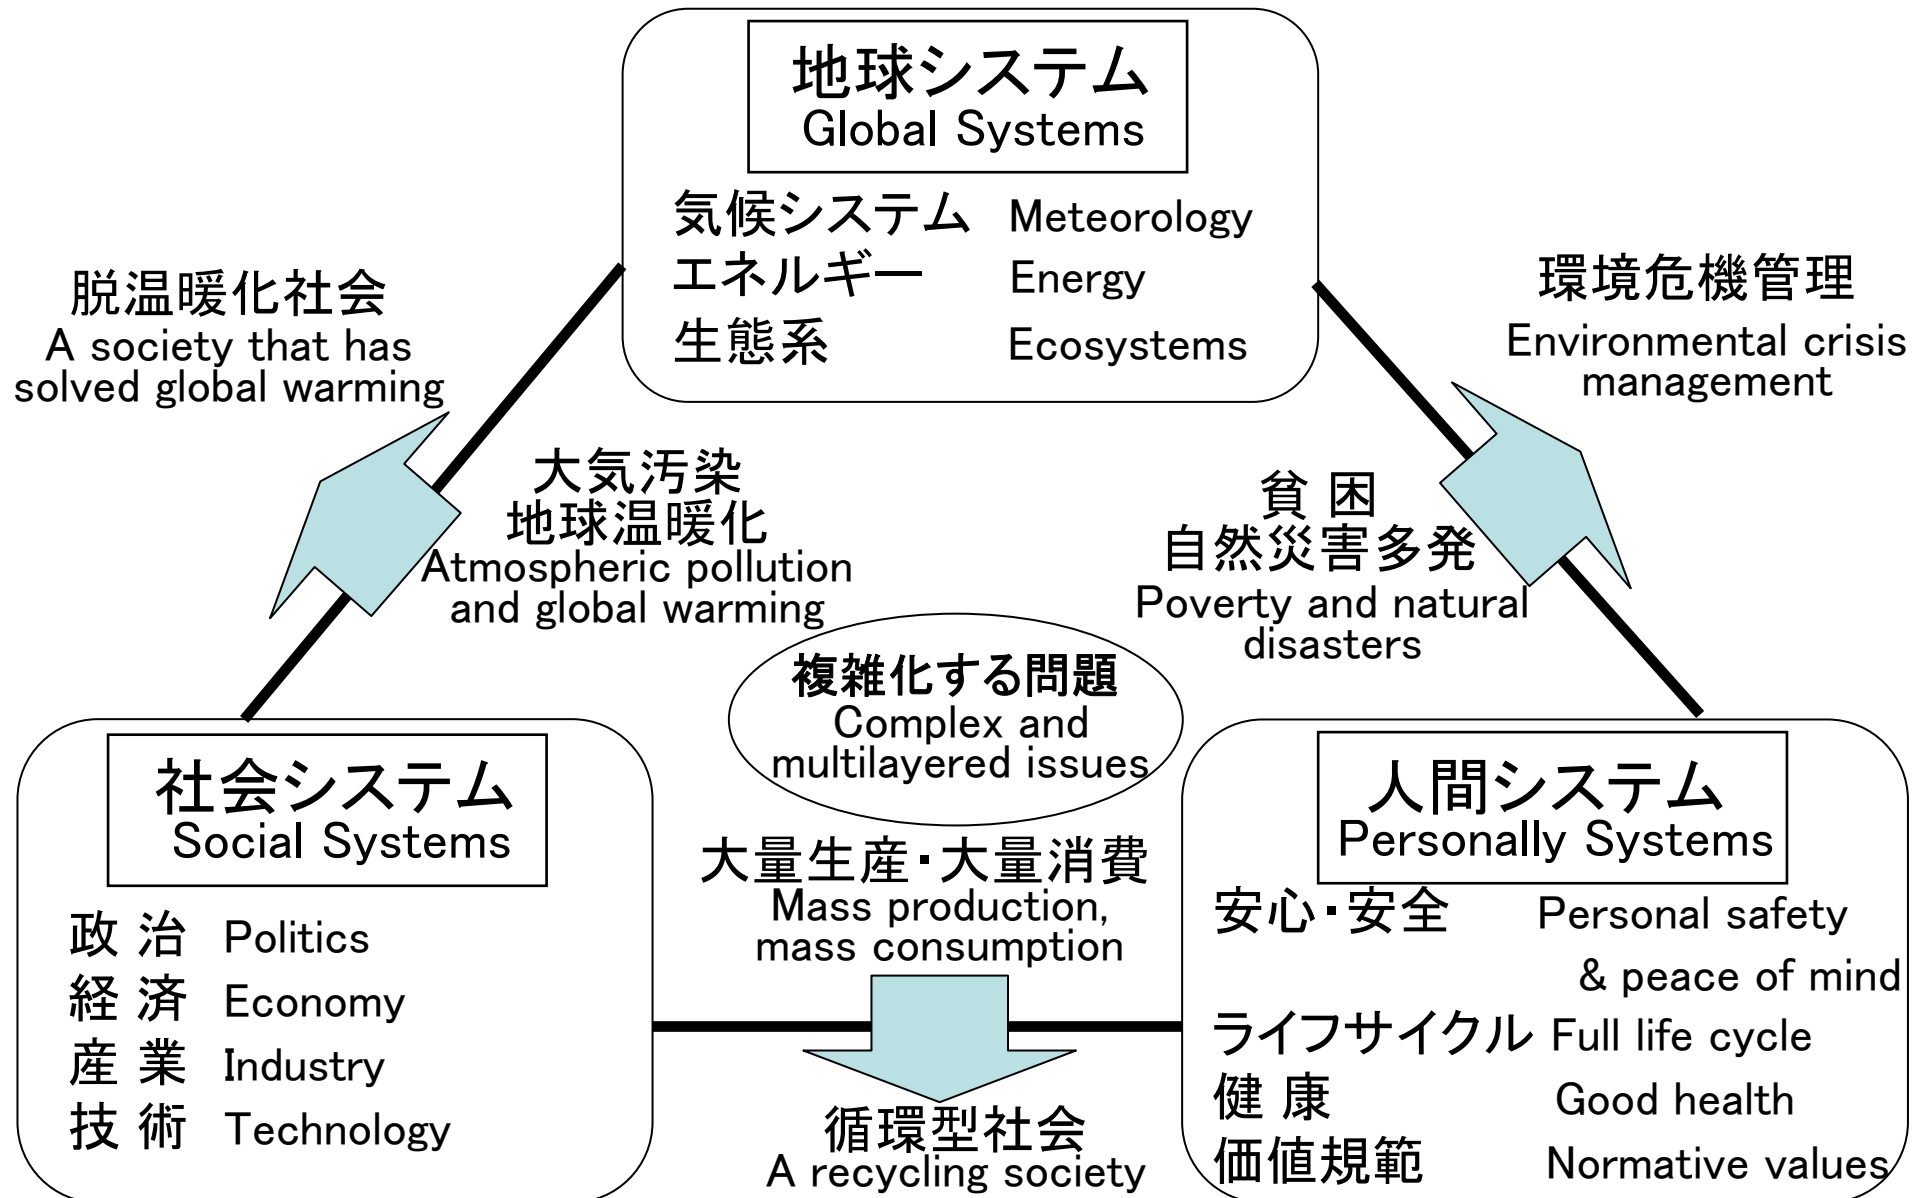 地球システム
Global Systems
気候システム Meteorology
エネルギー Energy
生態系 Ecosystems
脱温暖化社会
A society that has
solved global warming
環境危機管理
Environmental crisis
management
大気汚染
地球温暖化
Atmospheric pollution
and global warming
貧 困
自然災害多発
Poverty and natural
disasters
複雑化する問題
Complex and
multilayered issues
社会システム
Social Systems
政 治 Politics
経 済 Economy
産 業 Industry
技 術 Technology
大量生産・大量消費
Mass production,
mass consumption
循環型社会
A recycling society
人間システム
Personally Systems
安心・安全 Personal safety
& peace of mind
ライフサイクル Full life cycle
健 康 Good health
価値規範 Normative values